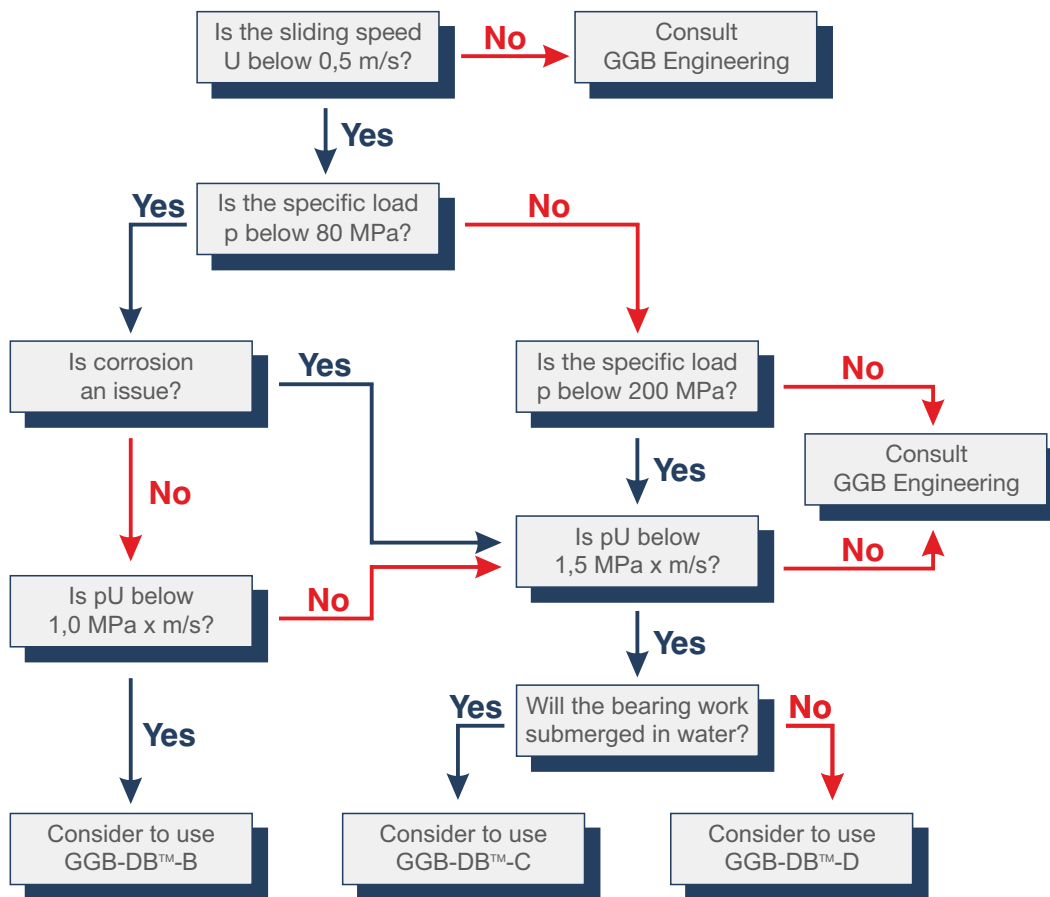 Is the sliding speed
U below 0,5 m/s?
No
Consult
GGB Engineering
Yes
Is the specific load
p below 80 MPa?
Yes
No
Is corrosion
an issue?
Yes
Is the specific load
p below 200 MPa?
No
Consult
GGB Engineering
Yes
No
Is pU below
1,5 MPa x m/s?
No
Is pU below
1,0 MPa x m/s?
No
Yes
Will the bearing work
submerged in water?
Yes
No
Yes
Consider to use
GGB-DB™-B
Consider to use
GGB-DB™-C
Consider to use
GGB-DB™-D